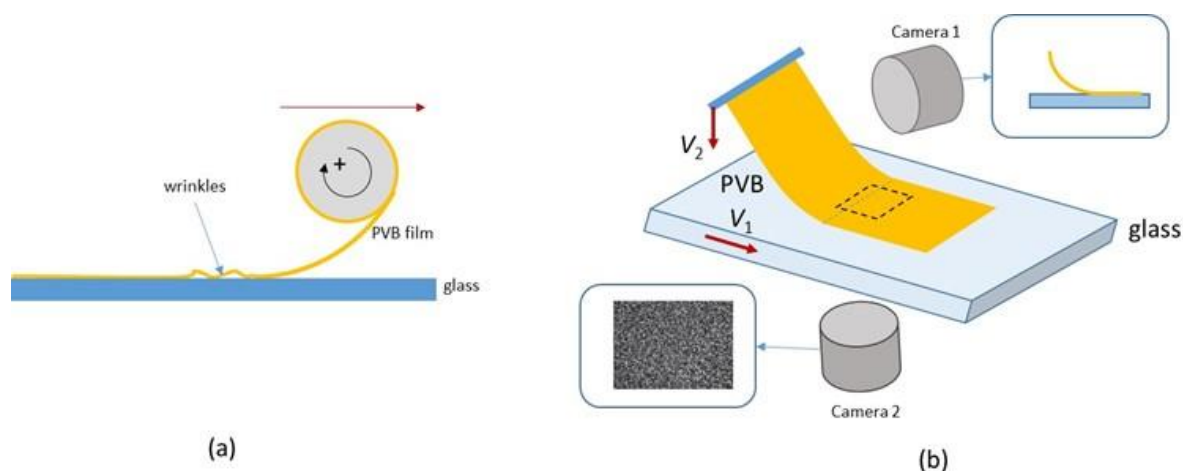 wrinkles
+
PVB film
glass
(a)
Camera 1
V2
PVB
V1
glass
Camera 2
(b)